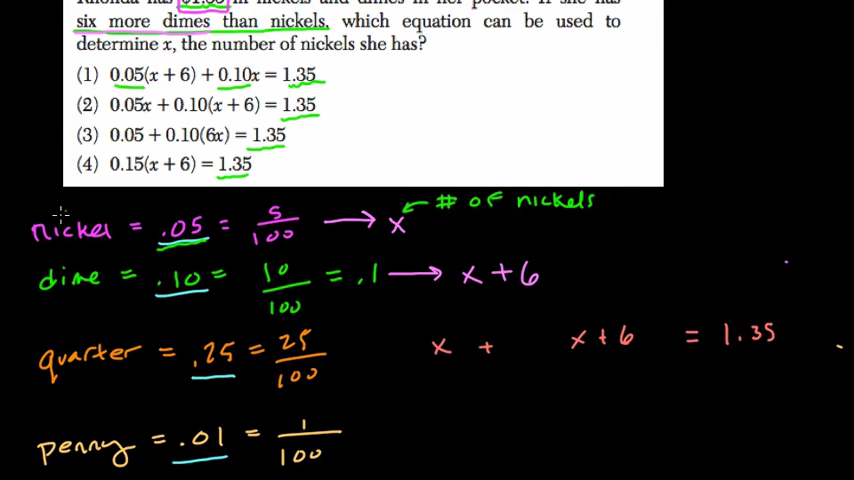 six more dimes than nickels, which equation can be used to
determine x, the number of nickels she has?
(1) 0.05(x + 6) + 0.10x = 1.35
(2) 0.05x + 0.10(x + 6) = 1.35
(3) 0.05 + 0.10(6x) = 1.35
(4) 0.15(x + 6) = 1.35
nickel = .05 = 5/100 → x ← # of nickels
dime = .10 = 10/100 = .1 → x + 6
quarter = .25 = 25/100
x + x + 6 = 1.35
penny = .01 = 1/100